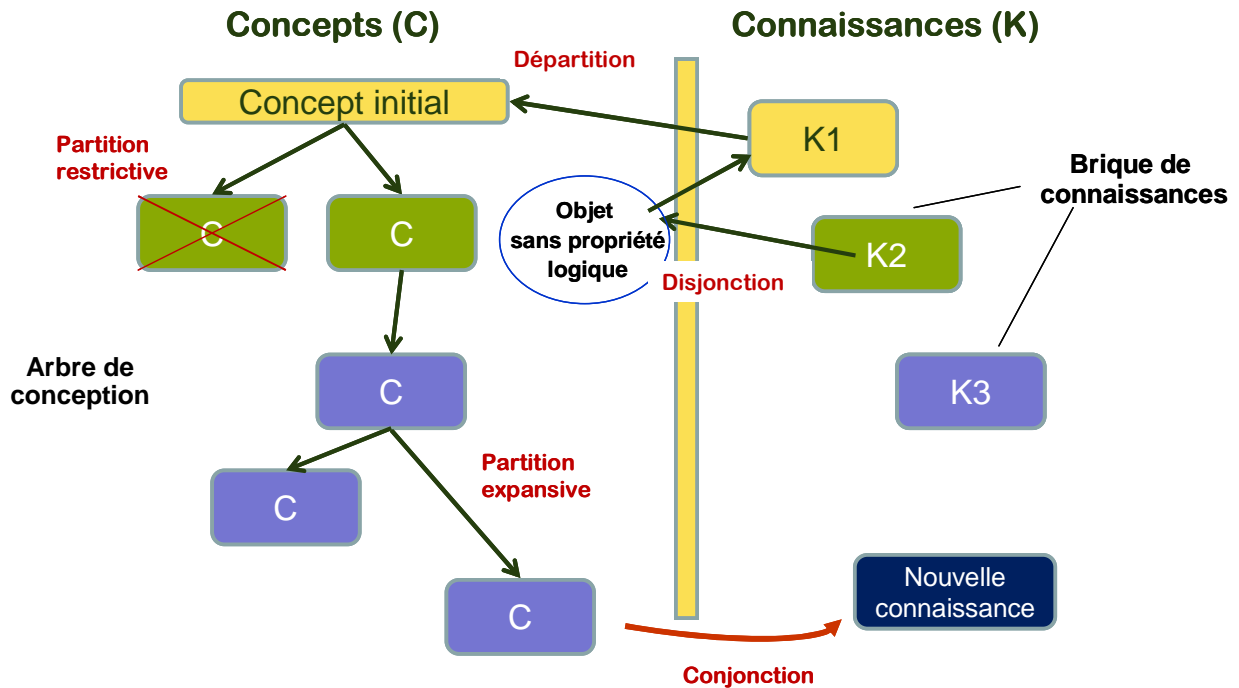 Concepts (C)
Connaissances (K)
Départition
Concept initial
K1
Partition
restrictive
Brique de
connaissances
C
C
Objet
sans propriété
logique
K2
Disjonction
Arbre de
conception
C
K3
Partition
expansive
C
C
Nouvelle
connaissance
Conjonction